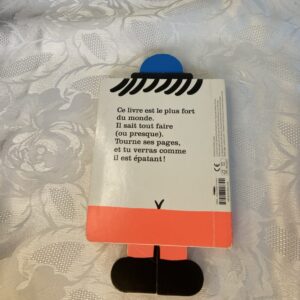 Ce livre est le plus fort
du monde.
Il sait tout faire
(ou presque).
Tourne ses pages,
et tu verras comme
il est épatant !